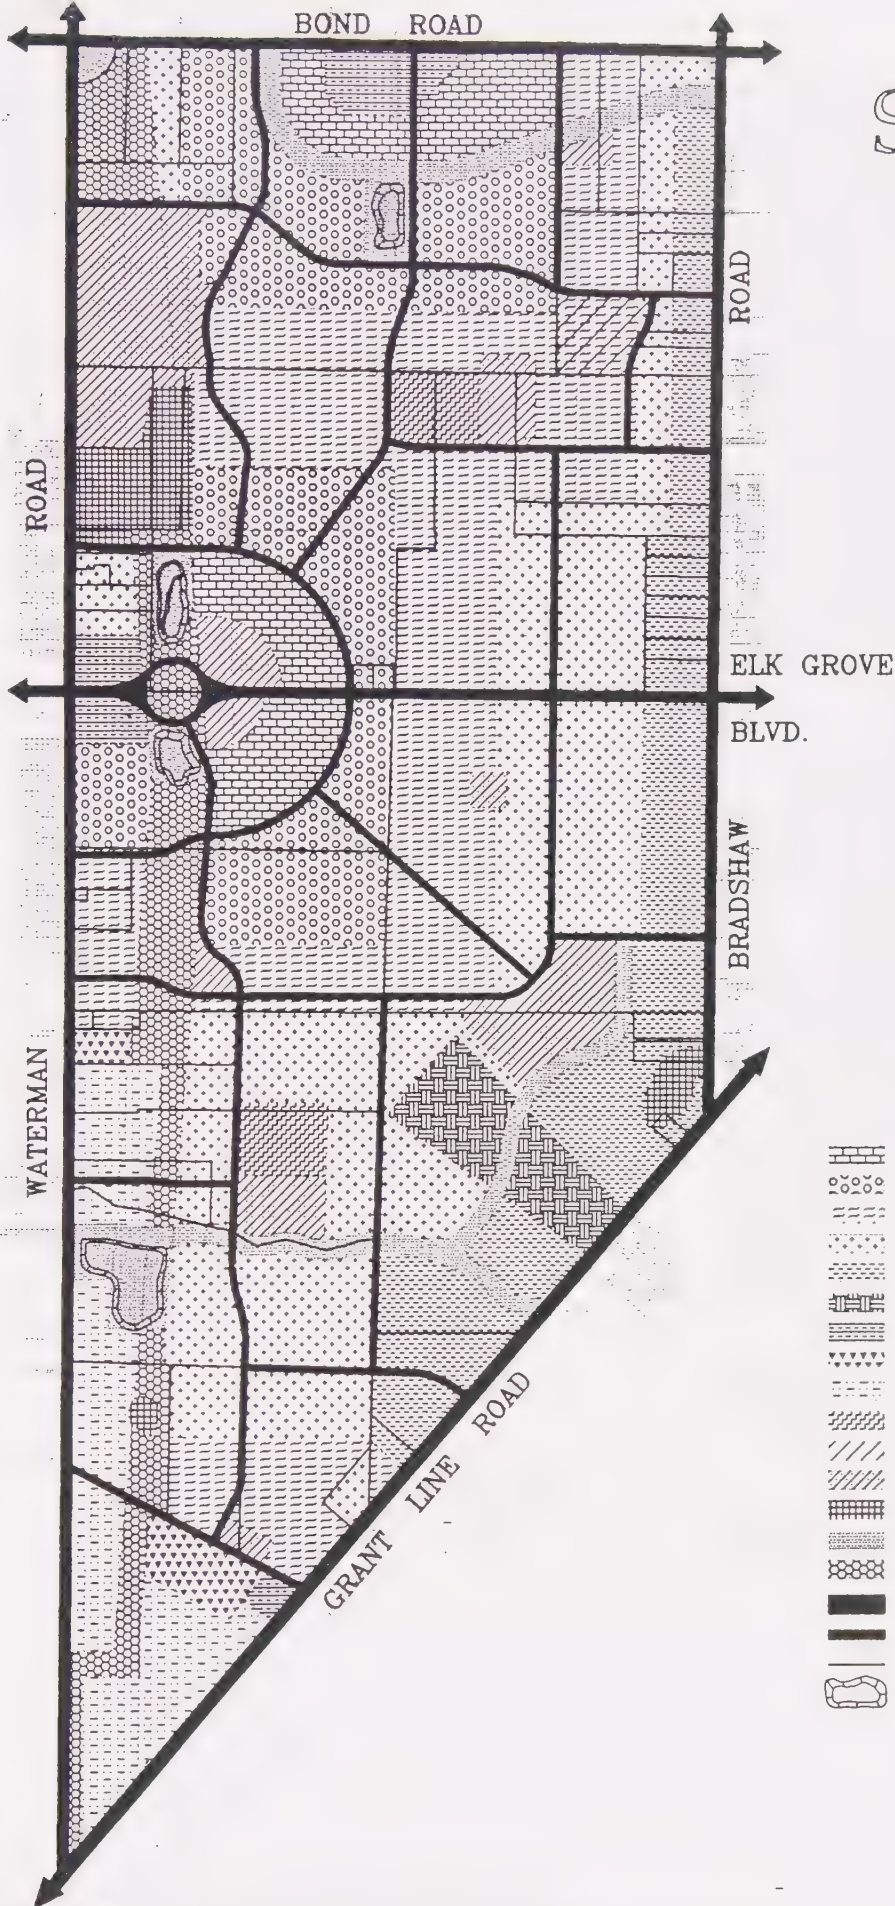 BOND ROAD
ROAD
ROAD
ELK GROVE
BLVD.
BRADSHAW
WATERMAN
GRANT LINE ROAD